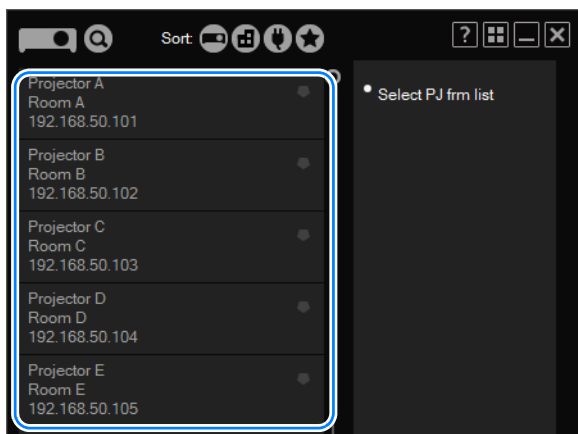 Sort:
?
Projector A
Room A
192.168.50.101
Projector B
Room B
192.168.50.102
Projector C
Room C
192.168.50.103
Projector D
Room D
192.168.50.104
Projector E
Room E
192.168.50.105
Select PJ frm list